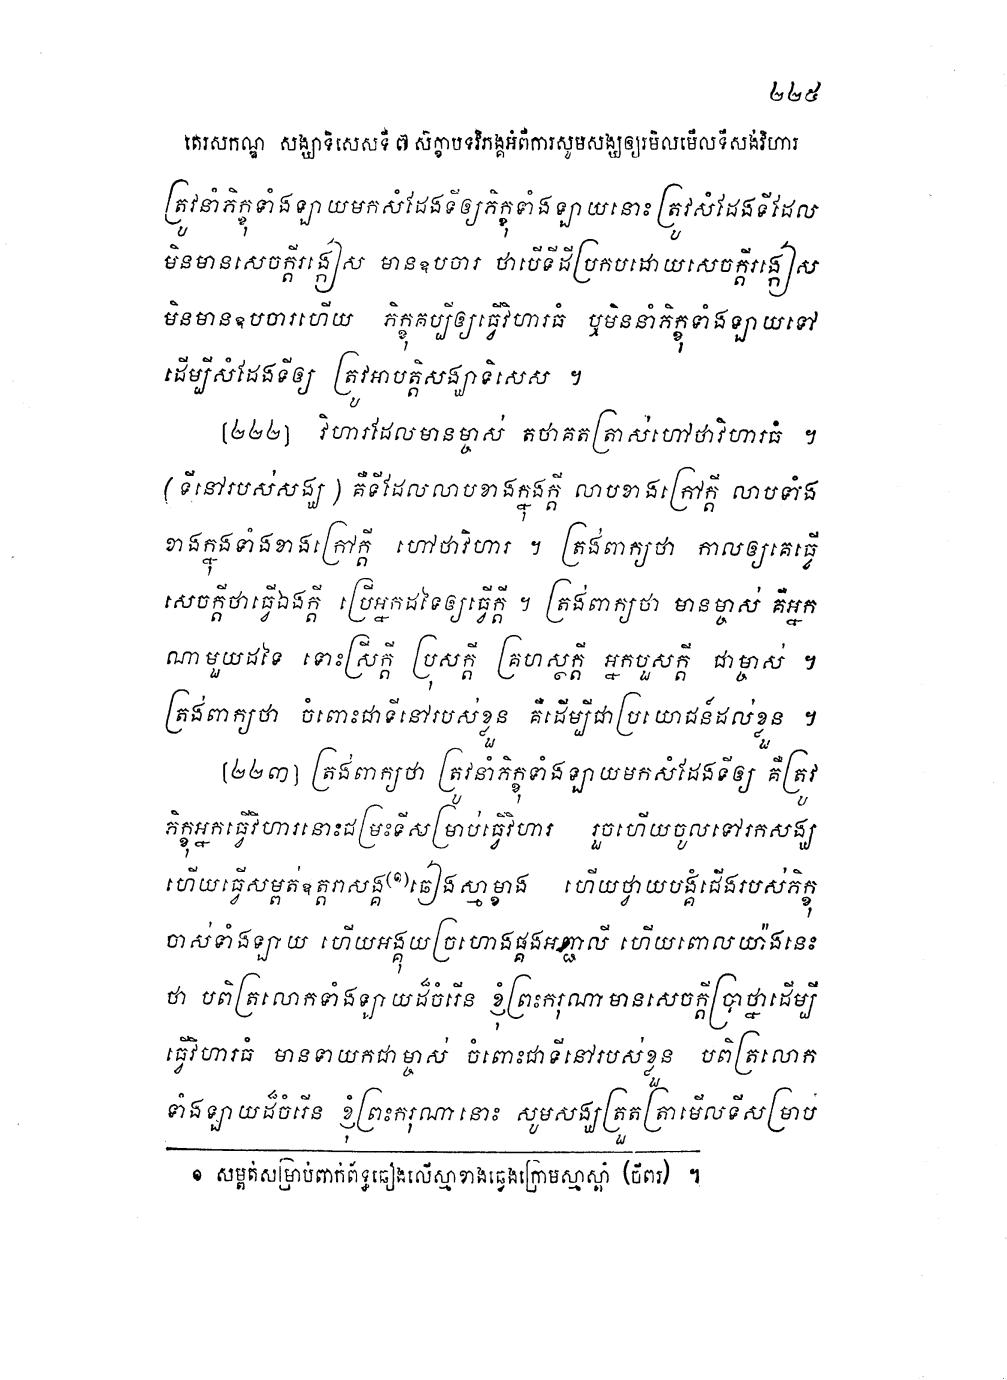 ២២៥
តេរសកណ្ឌ សង្ឃាទិសេសទី ៧ សិក្ខាបទវិភង្គអំពីការសូមសង្ឃឲ្យរមិលមើលទីសង់វិហារ
ត្រូវនាំភិក្ខុទាំងឡាយមកសំដែងទីឲ្យភិក្ខុទាំងឡាយនោះត្រូវសំដែងទីដែល
មិនមានសេចក្តីរង្កៀស មានឧបចារ ថាបើទីដីប្រកបដោយសេចក្តីរង្កៀស
មិនមានឧបចារហើយ ភិក្ខុគប្បីឲ្យធ្វើវិហារធំ ឬមិននាំភិក្ខុទាំងឡាយទៅ
ដើម្បីសំដែងទីឲ្យ ត្រូវអាបត្តិសង្ឃាទិសេស ។
[២២២] វិហារដែលមានម្ចាស់ តថាគតត្រាស់ហៅថាវិហារធំ ។
(ទីនៅរបស់សង្ឃ) គឺទីដែលលាបខាងក្នុងក្តី លាបខាងក្រៅក្តី លាបទាំង
ខាងក្នុងទាំងខាងក្រៅក្តី ហៅថាវិហារ ។ ត្រង់ពាក្យថា កាលឲ្យគេធ្វើ
សេចក្តីថាធ្វើឯងក្តី ប្រើអ្នកដទៃឲ្យធ្វើក្តី ។ ត្រង់ពាក្យថា មានម្ចាស់ គឺអ្នក
ណាមួយដទៃ ទោះស្រីក្តី ប្រុសក្តី គ្រហស្ថក្តី អ្នកបួសក្តី ជាម្ចាស់ ។
ត្រង់ពាក្យថា ចំពោះជាទីនៅរបស់ខ្លួន គឺដើម្បីជាប្រយោជន៍ដល់ខ្លួន ។
[២២៣] ត្រង់ពាក្យថា ត្រូវនាំភិក្ខុទាំងឡាយមកសំដែងទីឲ្យ គឺត្រូវ
ភិក្ខុអ្នកធ្វើវិហារនោះជម្រះទីសម្រាប់ធ្វើវិហារ រួចហើយចូលទៅរកសង្ឃ
ហើយធ្វើសម្ពត់ឧត្តរាសង្គ(១)ឆៀងស្មាម្ខាង ហើយថ្វាយបង្គំជើងរបស់ភិក្ខុ
ចាស់ទាំងឡាយ ហើយអង្គុយច្រហោងផ្គងអញ្ជលី ហើយពោលយ៉ាងនេះ
ថា បពិត្រលោកទាំងឡាយដ៏ចំរើន ខ្ញុំព្រះករុណាមានសេចក្តីប្រាថ្នាដើម្បី
ធ្វើវិហារធំ មានទាយកជាម្ចាស់ ចំពោះជាទីនៅរបស់ខ្លួន បពិត្រលោក
ទាំងឡាយដ៏ចំរើន ខ្ញុំព្រះករុណានោះ សូមសង្ឃត្រួតត្រាមើលទីសម្រាប់
១ សម្ពត់សម្រាប់ពាក់ព័ទ្ធឆៀងលើស្មាខាងឆ្វេងក្រោមស្មាស្តាំ (ចីពរ) ។